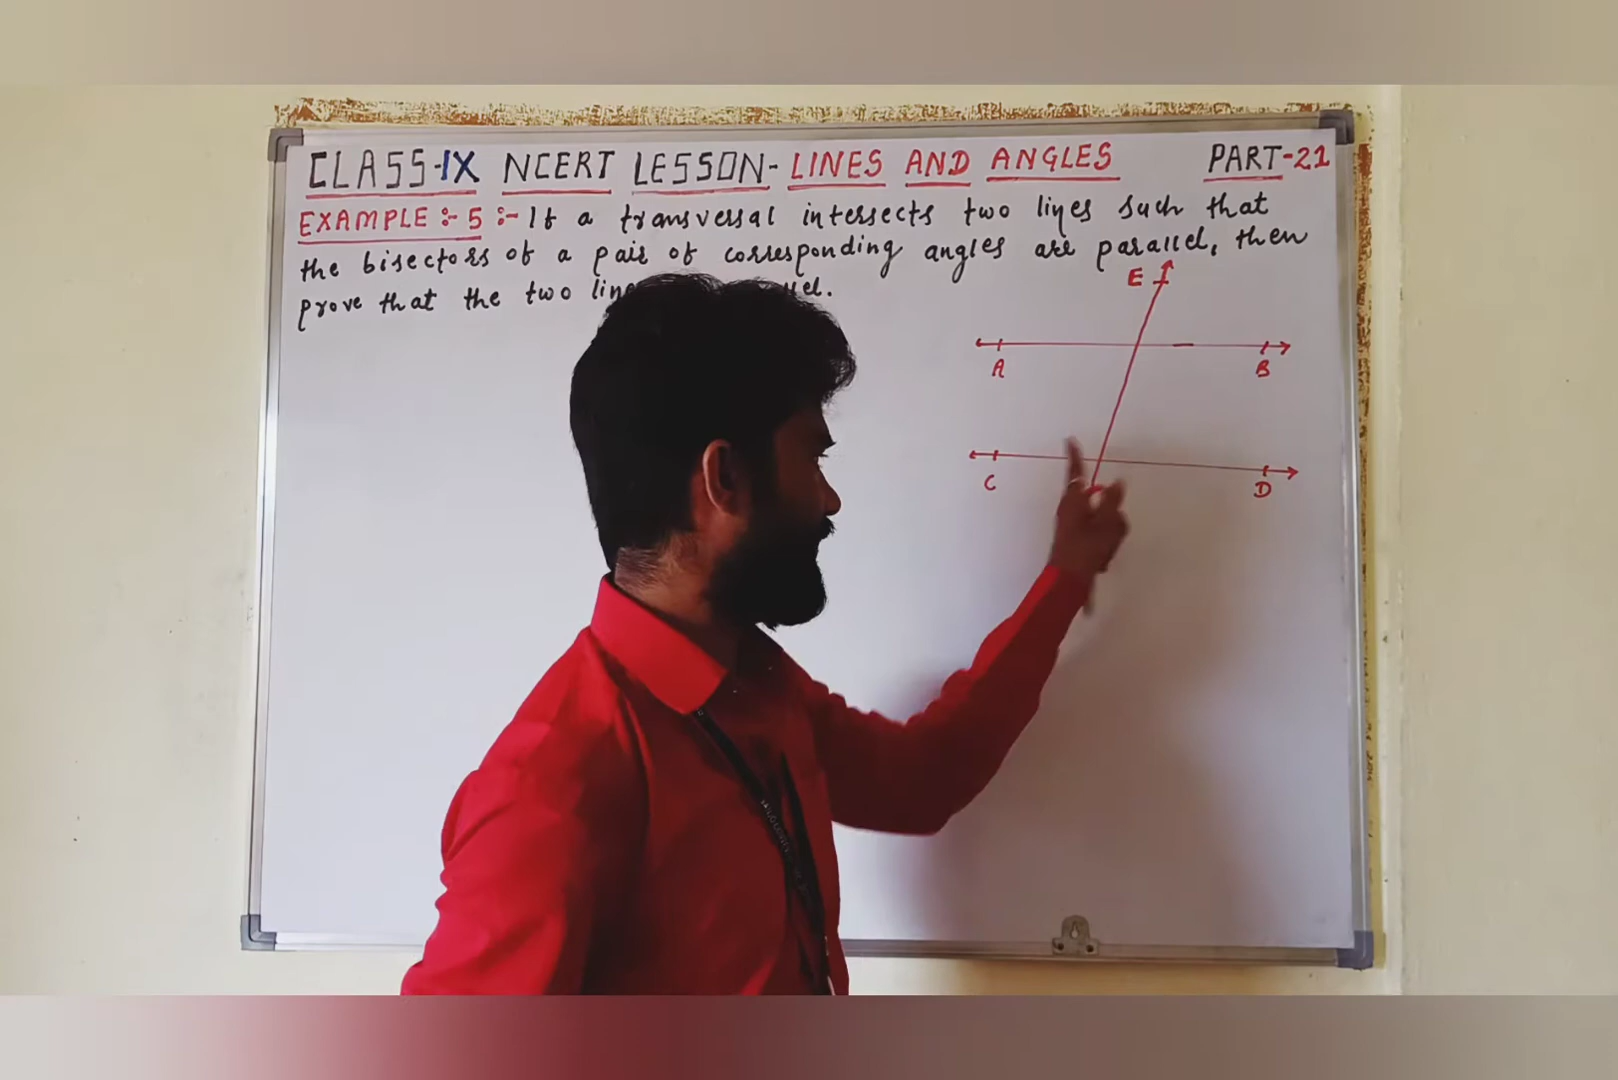 CLASS-IX NCERT LESSON- LINES AND ANGLES PART-21
EXAMPLE :- 5 :- If a transversal intersects two lines such that
the bisectors of a pair of corresponding angles are parallel, then
prove that the two
E
A B
C D